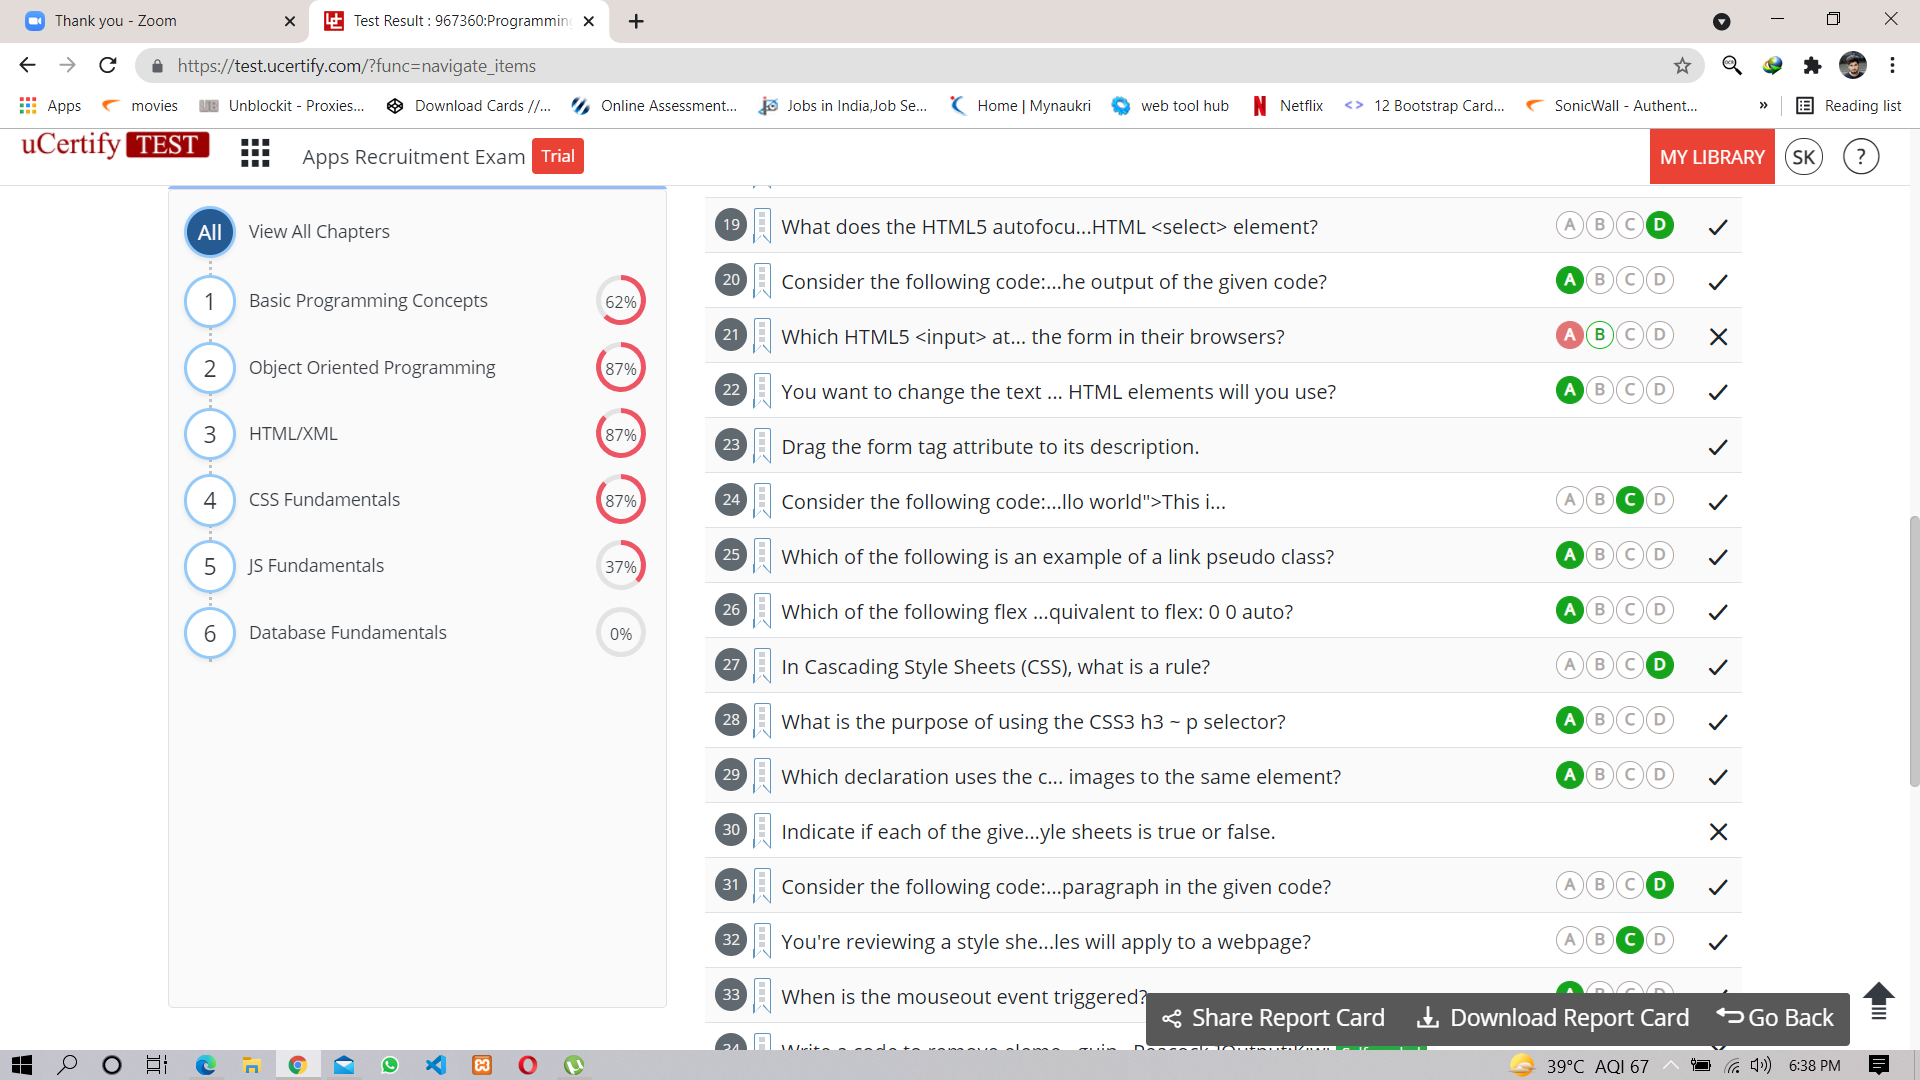 Thank you - Zoom
Test Result : 967360:Programmin
https://test.ucertify.com/?func=navigate_items
Apps
movies
Unblockit - Proxies...
Download Cards //...
Online Assessment...
Jobs in India,Job Se...
Home | Mynaukri
web tool hub
Netflix
12 Bootstrap Card...
SonicWall - Authent...
»
Reading list
uCertify TEST
Apps Recruitment Exam Trial
MY LIBRARY
SK
?
All View All Chapters
1 Basic Programming Concepts 62%
2 Object Oriented Programming 87%
3 HTML/XML 87%
4 CSS Fundamentals 87%
5 JS Fundamentals 37%
6 Database Fundamentals 0%
19 What does the HTML5 autofocu...HTML <select> element? A B C D
20 Consider the following code:...he output of the given code? A B C D
21 Which HTML5 <input> at... the form in their browsers? A B C D
22 You want to change the text ... HTML elements will you use? A B C D
23 Drag the form tag attribute to its description.
24 Consider the following code:...llo world">This i... A B C D
25 Which of the following is an example of a link pseudo class? A B C D
26 Which of the following flex ...quivalent to flex: 0 0 auto? A B C D
27 In Cascading Style Sheets (CSS), what is a rule? A B C D
28 What is the purpose of using the CSS3 h3 ~ p selector? A B C D
29 Which declaration uses the c... images to the same element? A B C D
30 Indicate if each of the give...yle sheets is true or false.
31 Consider the following code:...paragraph in the given code? A B C D
32 You're reviewing a style she...les will apply to a webpage? A B C D
33 When is the mouseout event triggered?
Share Report Card
Download Report Card
Go Back
39°C AQI 67
6:38 PM